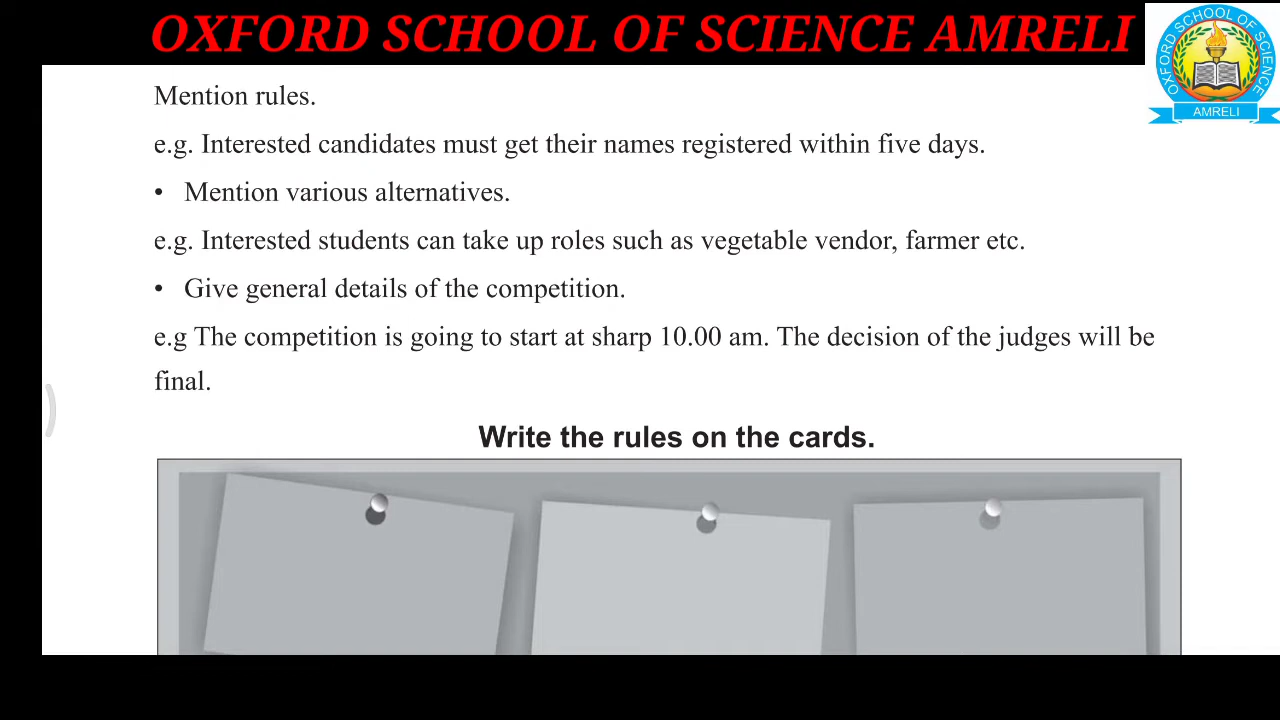 OXFORD SCHOOL OF SCIENCE AMRELI
OXFORD SCHOOL OF SCIENCE
AMRELI
Mention rules.
e.g. Interested candidates must get their names registered within five days.
• Mention various alternatives.
e.g. Interested students can take up roles such as vegetable vendor, farmer etc.
• Give general details of the competition.
e.g The competition is going to start at sharp 10.00 am. The decision of the judges will be
final.
Write the rules on the cards.